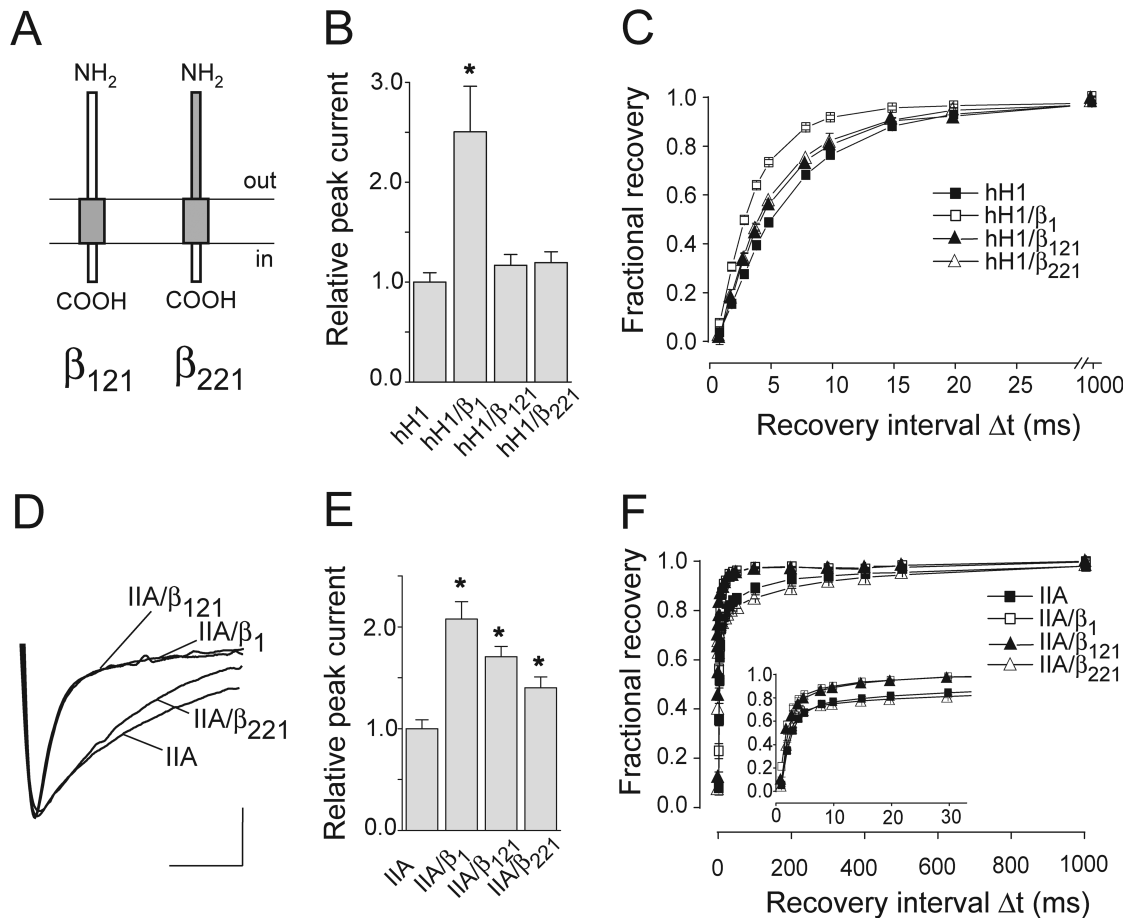 A
NH2
NH2
out
in
COOH
COOH
β121
β221
B
Relative peak current
3.0
*
2.0
1.0
0.0
hH1
hH1/β1
hH1/β121
hH1/β221
C
Fractional recovery
1.0
0.8
0.6
0.4
0.2
0.0
hH1
hH1/β1
hH1/β121
hH1/β221
0 5 10 15 20 25 1000
Recovery interval Δt (ms)
D
IIA/β121
IIA/β1
IIA/β221
IIA
E
Relative peak current
*
*
*
2.0
1.0
0.0
IIA
IIA/β1
IIA/β121
IIA/β221
F
Fractional recovery
1.0
0.8
0.6
0.4
0.2
0.0
IIA
IIA/β1
IIA/β121
IIA/β221
1.0
0.8
0.6
0.4
0.2
0.0
0 10 20 30
0 200 400 600 800 1000
Recovery interval Δt (ms)